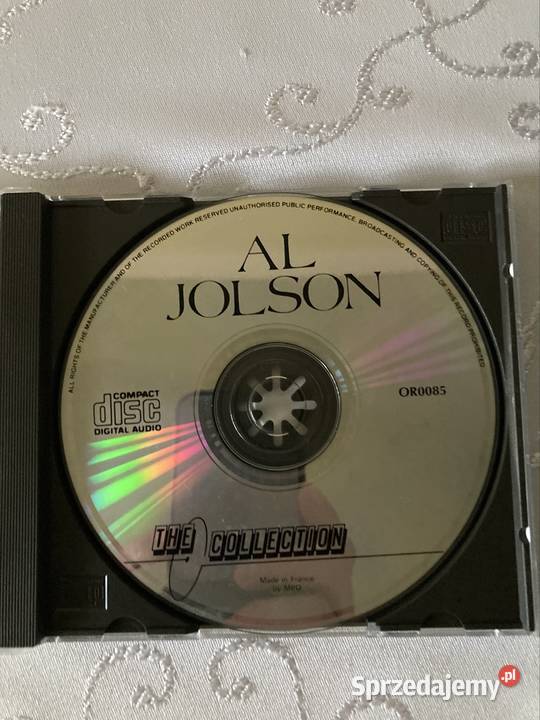 ALL RIGHTS OF THE MANUFACTURER AND OF THE RECORDED WORK RESERVED UNAUTHORISED PUBLIC PERFORMANCE, BROADCASTING AND COPYING OF THIS RECORD PROHIBITED
AL
JOLSON
COMPACT
disc
DIGITAL AUDIO
OR0085
THE COLLECTION
Made in France
by MPO
Sprzedajemy.pl